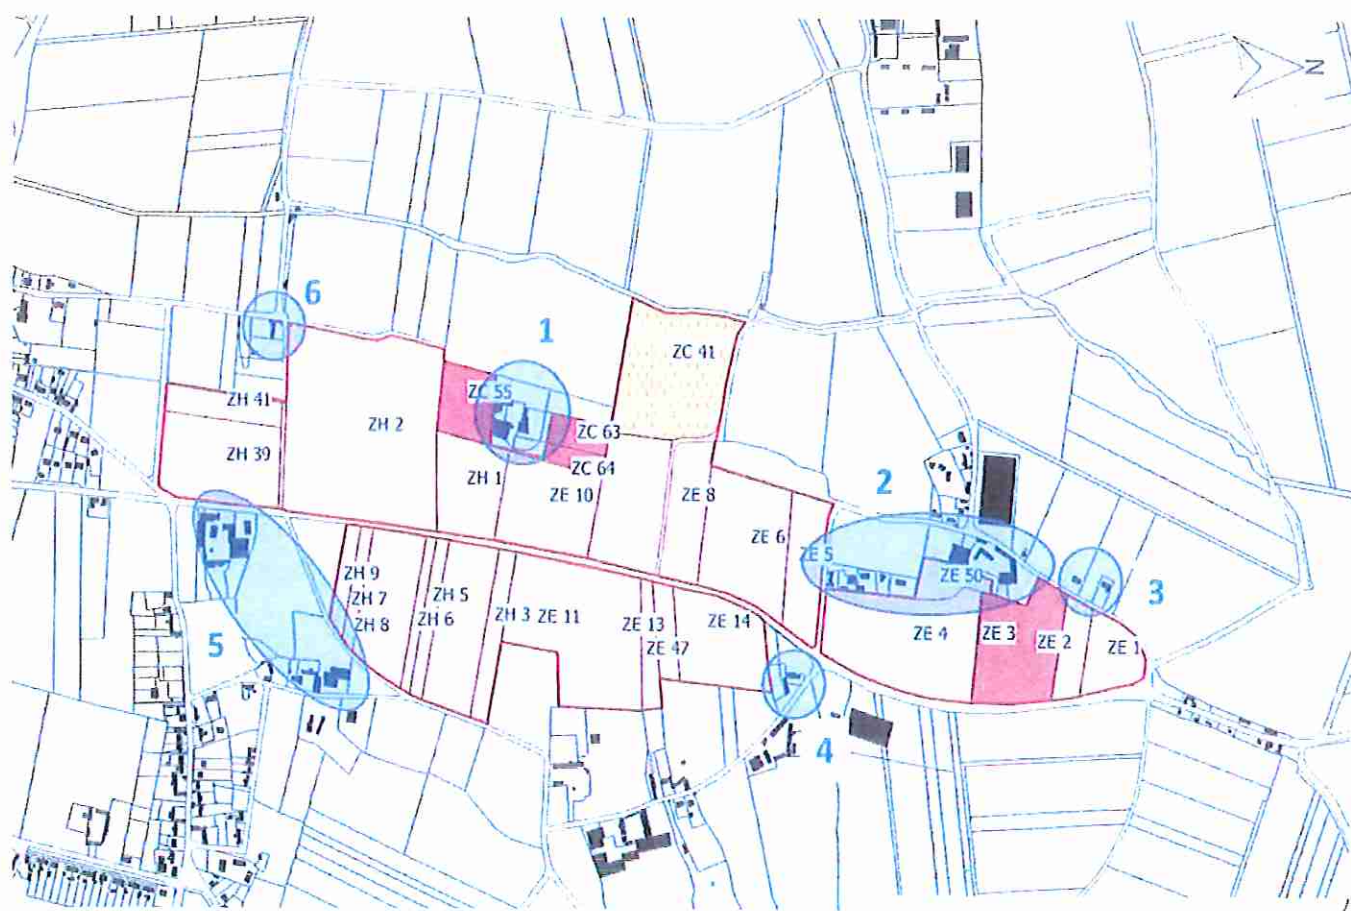 N
6
1
ZC 41
ZC 55
ZH 41
ZH 2
ZC 63
ZH 39
ZC 64
ZH 1
ZE 10
ZE 8
2
ZE 6
ZE 5
ZE 50
3
ZH 9
ZH 7
ZH 8
ZH 5
ZH 6
ZH 3
ZE 11
ZE 13
ZE 47
ZE 14
ZE 4
ZE 3
ZE 2
ZE 1
5
4